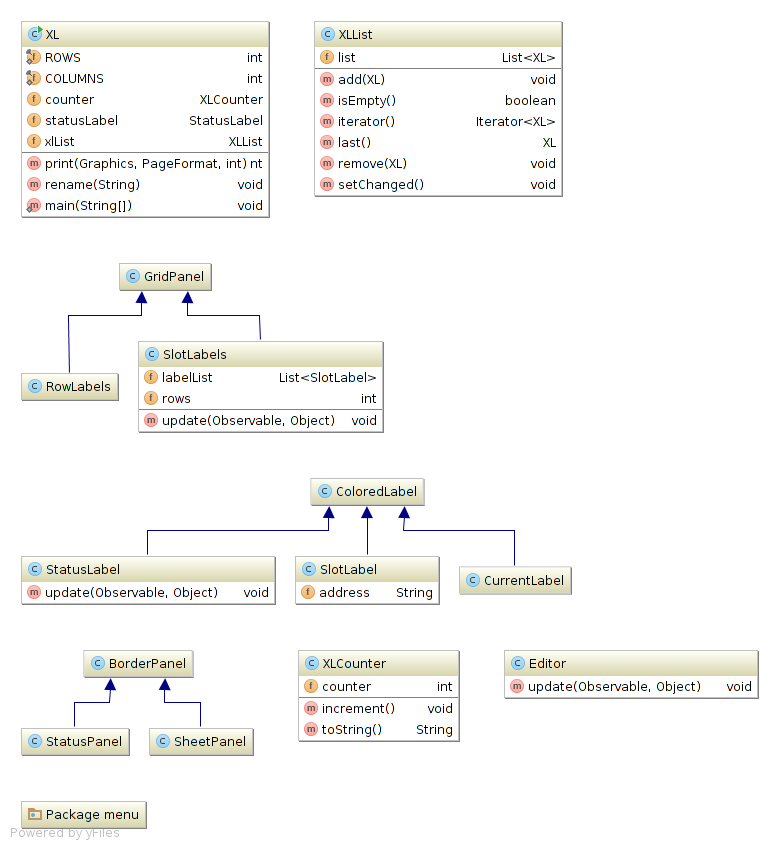 C XL
f ROWS int
f COLUMNS int
f counter XLCounter
f statusLabel StatusLabel
f xlList XLList
m print(Graphics, PageFormat, int) nt
m rename(String) void
m main(String[]) void
C XLList
f list List<XL>
m add(XL) void
m isEmpty() boolean
m iterator() Iterator<XL>
m last() XL
m remove(XL) void
m setChanged() void
C GridPanel
C RowLabels
C SlotLabels
f labelList List<SlotLabel>
f rows int
m update(Observable, Object) void
C ColoredLabel
C StatusLabel
m update(Observable, Object) void
C SlotLabel
f address String
C CurrentLabel
C BorderPanel
C StatusPanel
C SheetPanel
C XLCounter
f counter int
m increment() void
m toString() String
C Editor
m update(Observable, Object) void
Package menu
Powered by yFiles